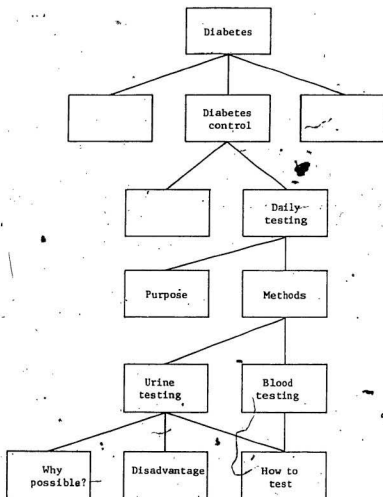 Diabetes
Diabetes
control
Daily
testing
Purpose
Methods
Urine
testing
Blood
testing
Why
possible?
Disadvantage
How to
test